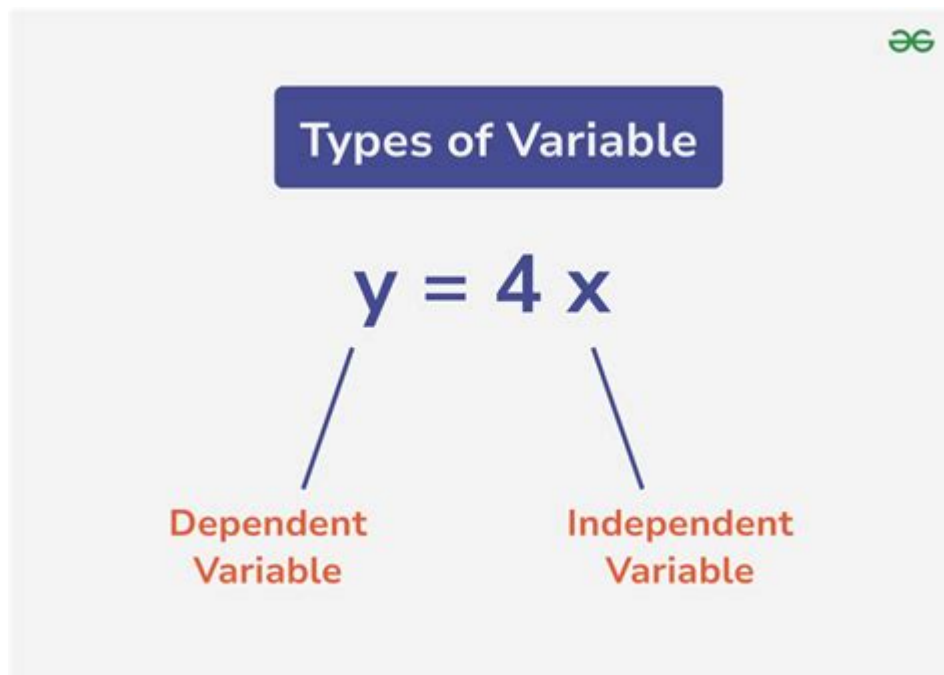 Types of Variable
y = 4 x
Dependent
Variable
Independent
Variable